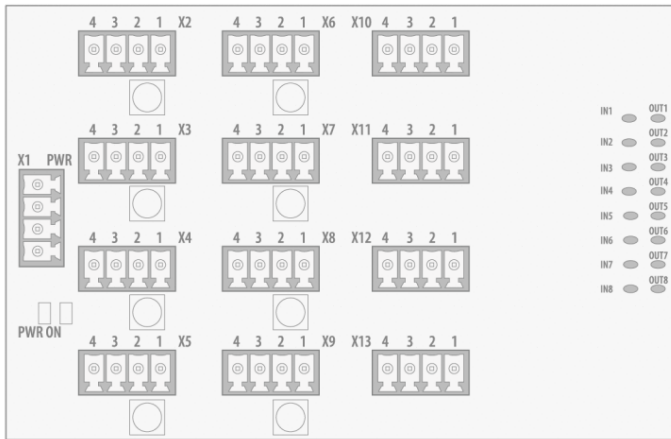 4 3 2 1 X2
4 3 2 1 X6
X10 4 3 2 1
4 3 2 1 X3
4 3 2 1 X7
X11 4 3 2 1
X1 PWR
4 3 2 1 X4
4 3 2 1 X8
X12 4 3 2 1
PWR ON
4 3 2 1 X5
4 3 2 1 X9
X13 4 3 2 1
IN1 OUT1
IN2 OUT2
IN3 OUT3
IN4 OUT4
IN5 OUT5
IN6 OUT6
IN7 OUT7
IN8 OUT8